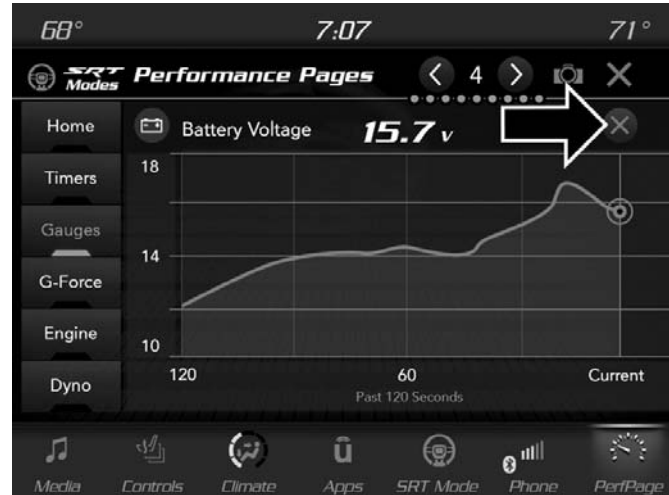 68° 7:07 71°
SRT Modes Performance Pages 4
Home
Battery Voltage 15.7 v
Timers
Gauges
G-Force
Engine
Dyno
18
14
10
120 60 Current
Past 120 Seconds
Media Controls Climate Apps SRT Mode Phone PerfPage